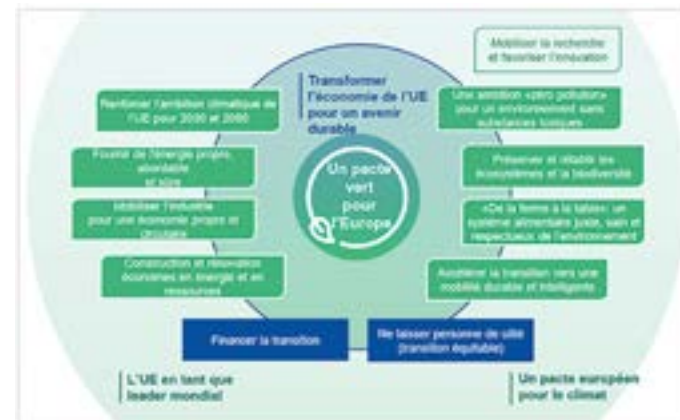 Mobiliser la recherche
et favoriser l'innovation
Transformer
l'économie de l'UE
pour un avenir
durable
Renforcer l'ambition climatique de
l'UE pour 2030 et 2050
Une ambition «zéro pollution»
pour un environnement sans
substances toxiques
Fournir de l'énergie propre,
abordable
et sûre
Préserver et rétablir les
écosystèmes et la biodiversité
Un pacte
vert
pour
l'Europe
Mobiliser l'industrie
pour une économie propre et
circulaire
«De la ferme à la table»: un
système alimentaire juste, sain et
respectueux de l'environnement
Construction et rénovation
économes en énergie et en
ressources
Accélérer la transition vers une
mobilité durable et intelligente
Financer la transition
Ne laisser personne de côté
(transition équitable)
L'UE en tant que
leader mondial
Un pacte européen
pour le climat